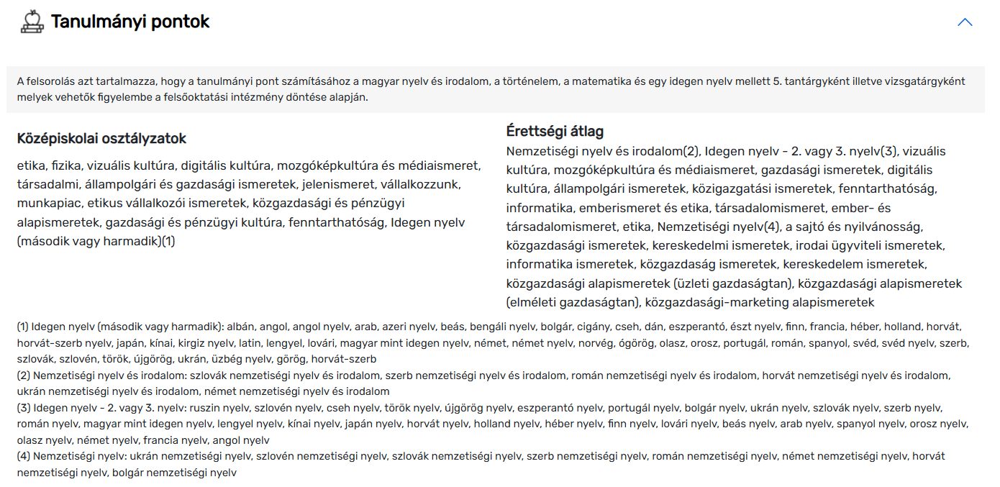 Tanulmányi pontok
A felsorolás azt tartalmazza, hogy a tanulmányi pont számításához a magyar nyelv és irodalom, a történelem, a matematika és egy idegen nyelv mellett 5. tantárgyként illetve vizsgatárgyként
melyek vehetők figyelembe a felsőoktatási intézmény döntése alapján.
Középiskolai osztályzatok
etika, fizika, vizuális kultúra, digitális kultúra, mozgóképkultúra és médiaismeret,
társadalmi, állampolgári és gazdasági ismeretek, jelenismeret, vállalkozzunk,
munkapiac, etikus vállalkozói ismeretek, közgazdasági és pénzügyi
alapismeretek, gazdasági és pénzügyi kultúra, fenntarthatóság, Idegen nyelv
(második vagy harmadik)(1)
Érettségi átlag
Nemzetiségi nyelv és irodalom(2), Idegen nyelv - 2. vagy 3. nyelv(3), vizuális
kultúra, mozgóképkultúra és médiaismeret, gazdasági ismeretek, digitális
kultúra, állampolgári ismeretek, közigazgatási ismeretek, fenntarthatóság,
informatika, emberismeret és etika, társadalomismeret, ember- és
társadalomismeret, etika, Nemzetiségi nyelv(4), a sajtó és nyilvánosság,
közgazdasági ismeretek, kereskedelmi ismeretek, irodai ügyviteli ismeretek,
informatika ismeretek, közgazdaság ismeretek, kereskedelem ismeretek,
közgazdasági alapismeretek (üzleti gazdaságtan), közgazdasági alapismeretek
(elméleti gazdaságtan), közgazdasági-marketing alapismeretek
(1) Idegen nyelv (második vagy harmadik): albán, angol, angol nyelv, arab, azeri nyelv, beás, bengáli nyelv, bolgár, cigány, cseh, dán, eszperantó, észt nyelv, finn, francia, héber, holland, horvát,
horvát-szerb nyelv, japán, kínai, kirgiz nyelv, latin, lengyel, lovári, magyar mint idegen nyelv, német, német nyelv, norvég, ógörög, olasz, orosz, portugál, román, spanyol, svéd, svéd nyelv, szerb,
szlovák, szlovén, török, újgörög, ukrán, üzbég nyelv, görög, horvát-szerb
(2) Nemzetiségi nyelv és irodalom: szlovák nemzetiségi nyelv és irodalom, szerb nemzetiségi nyelv és irodalom, román nemzetiségi nyelv és irodalom, horvát nemzetiségi nyelv és irodalom,
ukrán nemzetiségi nyelv és irodalom, német nemzetiségi nyelv és irodalom
(3) Idegen nyelv - 2. vagy 3. nyelv: ruszin nyelv, szlovén nyelv, cseh nyelv, török nyelv, újgörög nyelv, eszperantó nyelv, portugál nyelv, bolgár nyelv, ukrán nyelv, szlovák nyelv, szerb nyelv,
román nyelv, magyar mint idegen nyelv, lengyel nyelv, kínai nyelv, japán nyelv, horvát nyelv, holland nyelv, héber nyelv, finn nyelv, lovári nyelv, beás nyelv, arab nyelv, spanyol nyelv, orosz nyelv,
olasz nyelv, német nyelv, francia nyelv, angol nyelv
(4) Nemzetiségi nyelv: ukrán nemzetiségi nyelv, szlovén nemzetiségi nyelv, szlovák nemzetiségi nyelv, szerb nemzetiségi nyelv, román nemzetiségi nyelv, német nemzetiségi nyelv, horvát
nemzetiségi nyelv, bolgár nemzetiségi nyelv